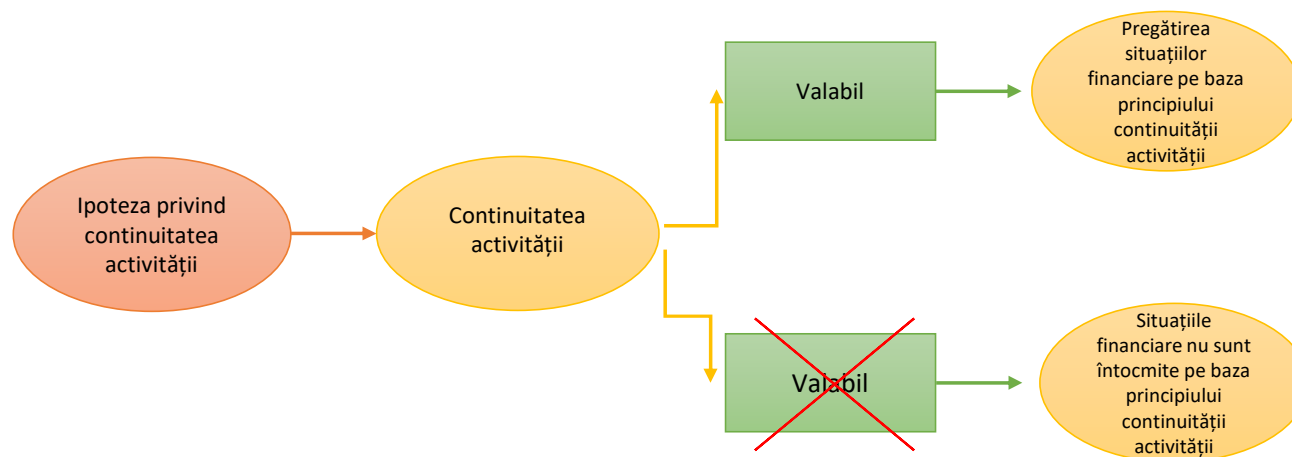 Ipoteza privind
continuitatea
activității
Continuitatea
activității
Valabil
Pregătirea
situațiilor
financiare pe baza
principiului
continuității
activității
Valabil
Situațiile
financiare nu sunt
întocmite pe baza
principiului
continuității
activității